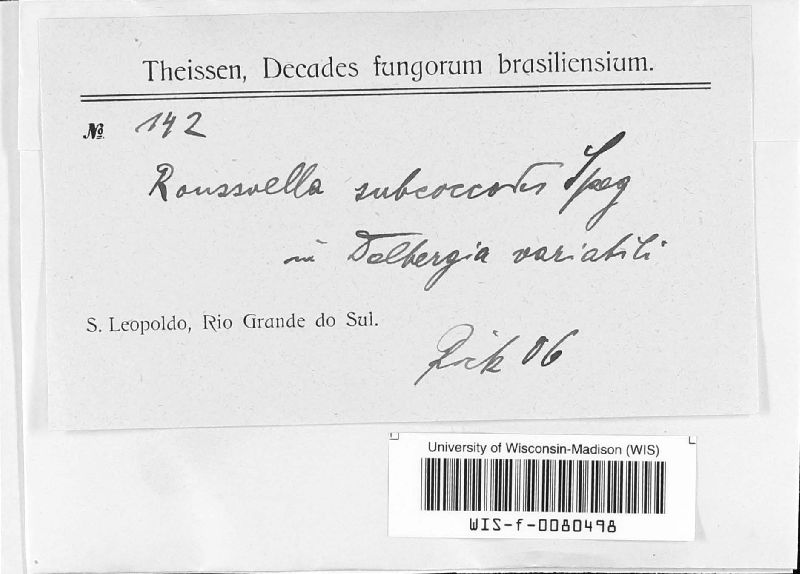 Theissen, Decades fungorum brasiliensium.
№ 142
Roussoella subcoccodes Speg
in Dalbergia variabili
S. Leopoldo, Rio Grande do Sul.
Rick 06
University of Wisconsin-Madison (WIS)
WIS-f-0080498